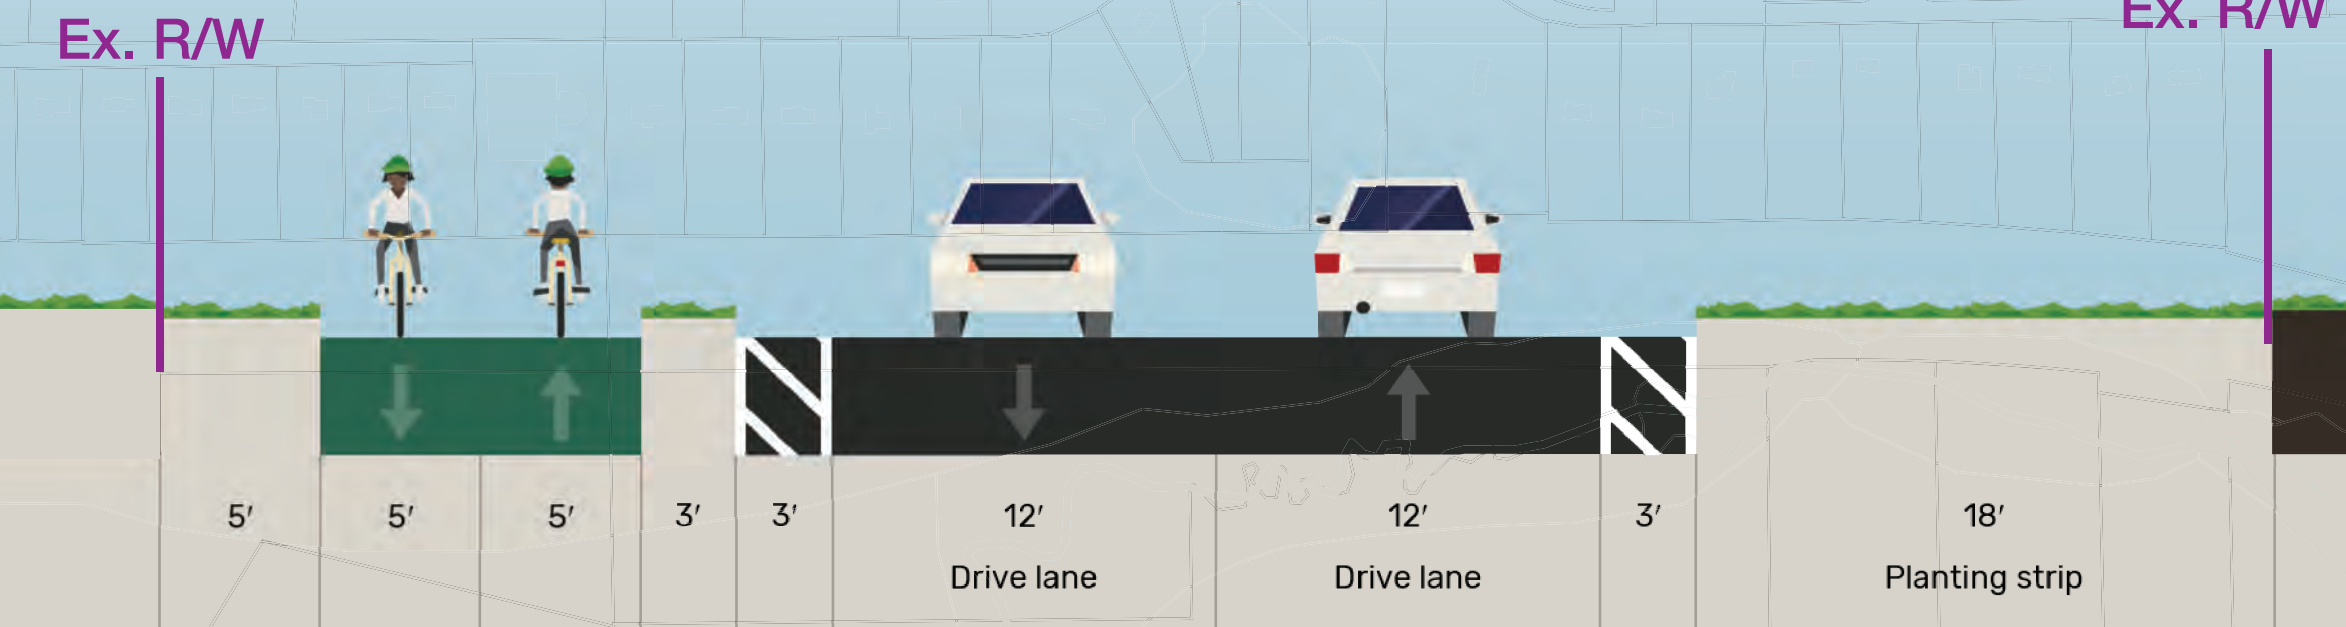 Ex. R/W
Ex. R/W
5′ 5′ 5′ 3′ 3′ 12′ 12′ 3′ 18′
Drive lane Drive lane Planting strip